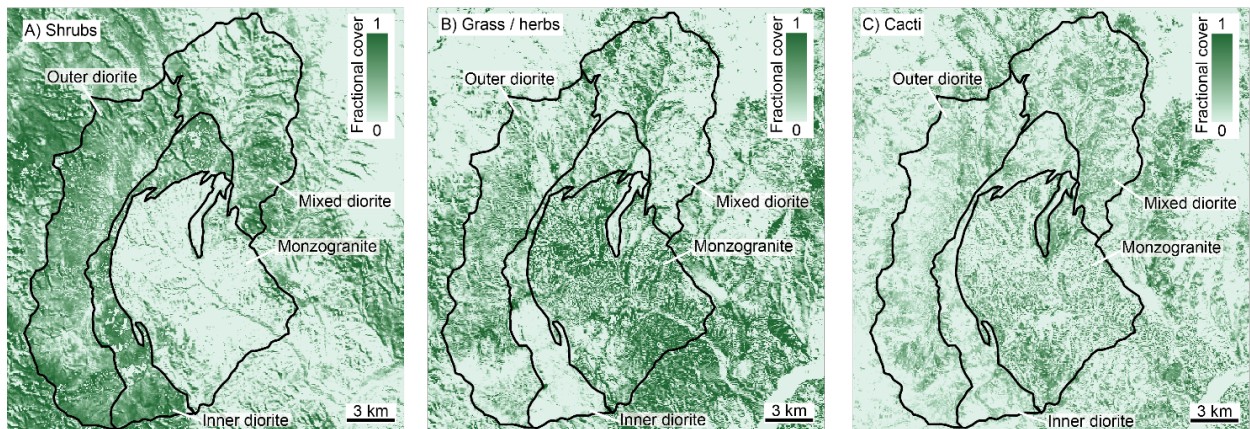 A) Shrubs
Fractional cover
1
0
Outer diorite
Mixed diorite
Monzogranite
Inner diorite
3 km
B) Grass / herbs
Fractional cover
1
0
Outer diorite
Mixed diorite
Monzogranite
Inner diorite
3 km
C) Cacti
Fractional cover
1
0
Outer diorite
Mixed diorite
Monzogranite
Inner diorite
3 km